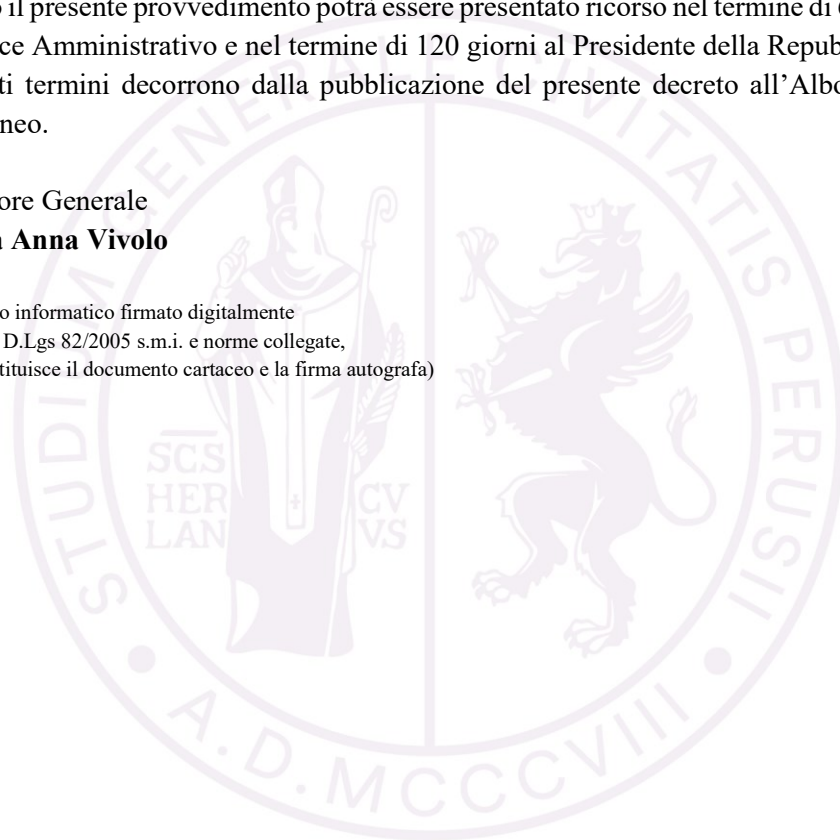 il presente provvedimento potrà essere presentato ricorso nel termine di
ce Amministrativo e nel termine di 120 giorni al Presidente della Repub
ti termini decorrono dalla pubblicazione del presente decreto all’Albo
neo.
ore Generale
a Anna Vivolo
o informatico firmato digitalmente
D.Lgs 82/2005 s.m.i. e norme collegate,
tituisce il documento cartaceo e la firma autografa)
STUDIUM GENERALE CIVITATIS PERUSII
SCS
HER CV
LAN VS
A.D. MCCCVIII